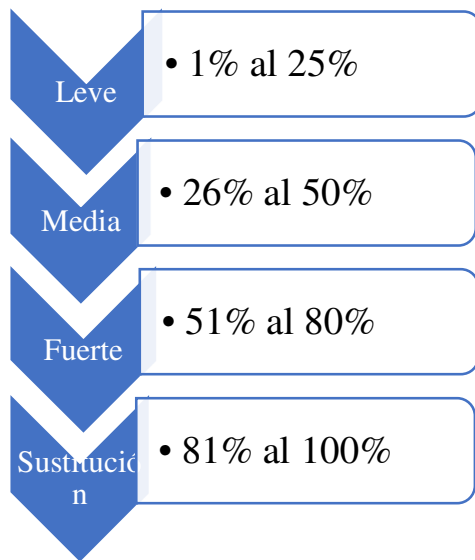 Leve
• 1% al 25%
Media
• 26% al 50%
Fuerte
• 51% al 80%
Sustitució
n
• 81% al 100%